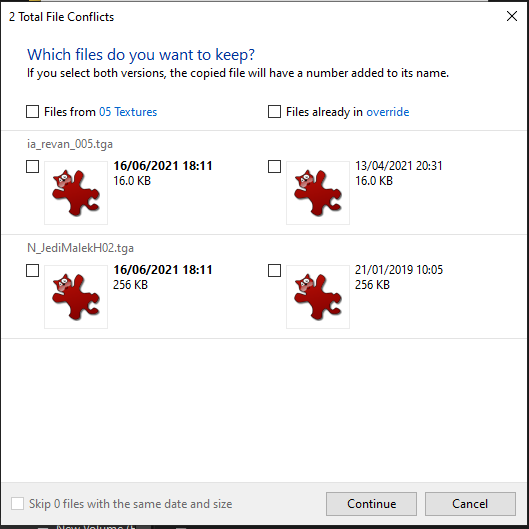 2 Total File Conflicts
Which files do you want to keep?
If you select both versions, the copied file will have a number added to its name.
Files from 05 Textures
Files already in override
ia_revan_005.tga
16/06/2021 18:11
16.0 KB
13/04/2021 20:31
16.0 KB
N_JediMalekH02.tga
16/06/2021 18:11
256 KB
21/01/2019 10:05
256 KB
Skip 0 files with the same date and size
Continue
Cancel